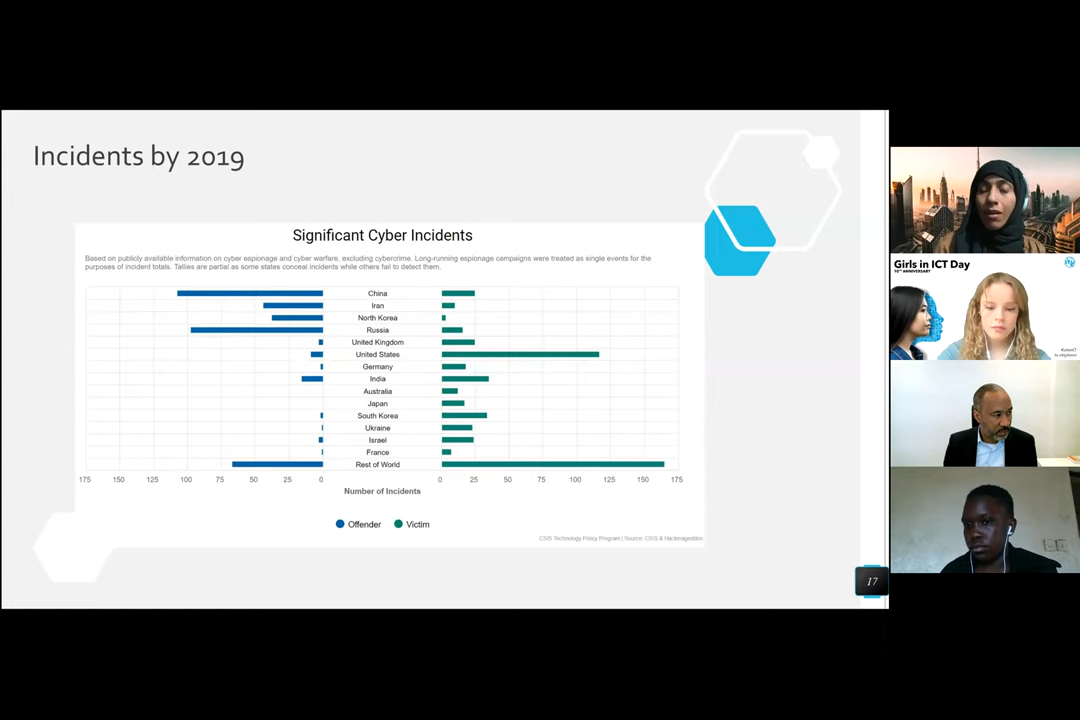 Incidents by 2019
Significant Cyber Incidents
Based on publicly available information on cyber espionage and cyber warfare, excluding cybercrime. Long-running espionage campaigns were treated as single events for the
purposes of incident totals. Tallies are partial as some states conceal incidents while others fail to detect them.
China
Iran
North Korea
Russia
United Kingdom
United States
Germany
India
Australia
Japan
South Korea
Ukraine
Israel
France
Rest of World
175 150 125 100 75 50 25 0 0 25 50 75 100 125 150 175
Number of Incidents
Offender Victim
CSIS Technology Policy Program | Source: CSIS & Hackmageddon
17
Girls in ICT Day
10TH ANNIVERSARY